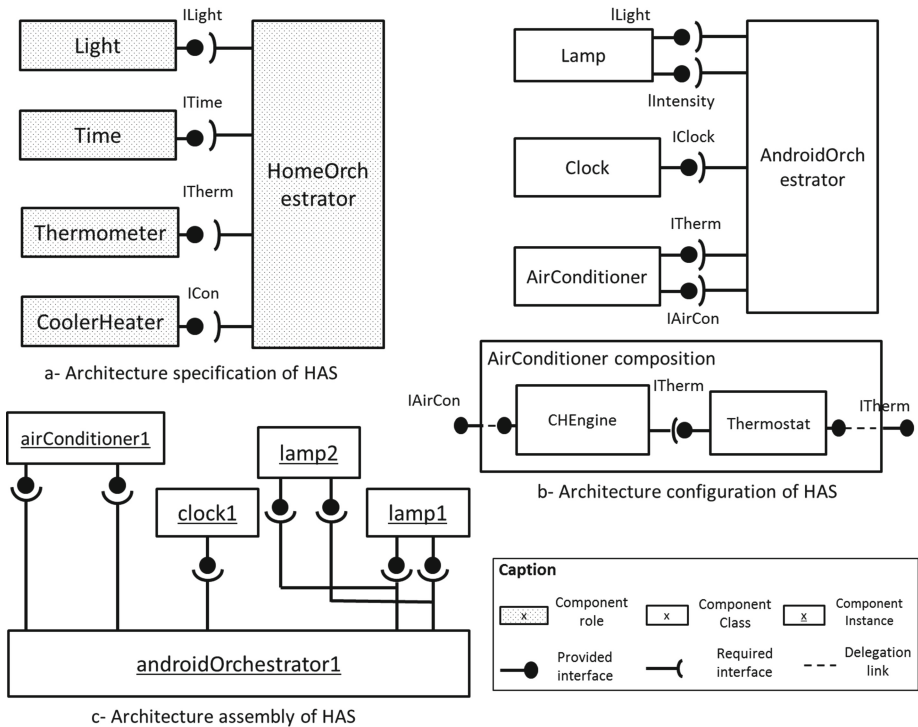 ILight
Light
ITime
Time
ITherm
Thermometer
ICon
CoolerHeater
HomeOrch
estrator
a- Architecture specification of HAS
ILight
Lamp
IIntensity
IClock
Clock
ITherm
AirConditioner
IAirCon
AndroidOrch
estrator
AirConditioner composition
IAirCon
CHEngine
ITherm
Thermostat
ITherm
b- Architecture configuration of HAS
airConditioner1
lamp2
clock1
lamp1
androidOrchestrator1
c- Architecture assembly of HAS
Caption
x
Component
role
x
Component
Class
x
Component
Instance
Provided
interface
Required
interface
Delegation
link